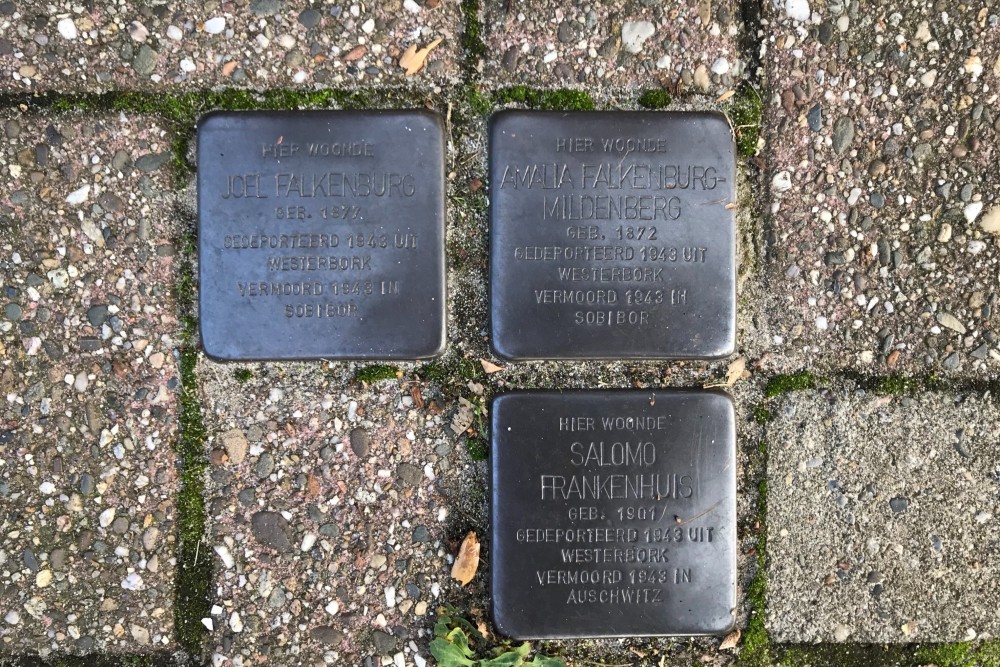 HIER WOONDE
JOEL FALKENBURG
GEB. 1877
GEDEPORTEERD 1943 UIT
WESTERBORK
VERMOORD 1943 IN
SOBIBOR
HIER WOONDE
AMALIA FALKENBURG-
MILDENBERG
GEB. 1872
GEDEPORTEERD 1943 UIT
WESTERBORK
VERMOORD 1943 IN
SOBIBOR
HIER WOONDE
SALOMO
FRANKENHUIS
GEB. 1901
GEDEPORTEERD 1943 UIT
WESTERBORK
VERMOORD 1943 IN
AUSCHWITZ